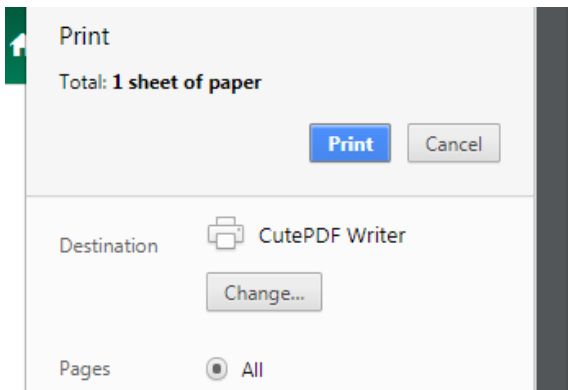 Print
Total: 1 sheet of paper
Print Cancel
Destination CutePDF Writer
Change...
Pages All